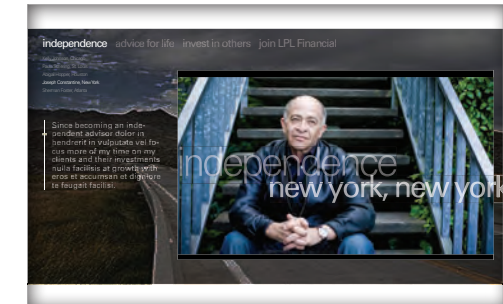 independence advice for life invest in others join LPL Financial
Joseph Constantine, New York
Since becoming an inde-
pendent advisor dolor in
hendrerit in vulputate vel fo-
cus more of my time on my
clients and their investments
nulla facilisis at growth with
eros et accumsan et digniore
te feugait facilisi.
independence
new york, new york